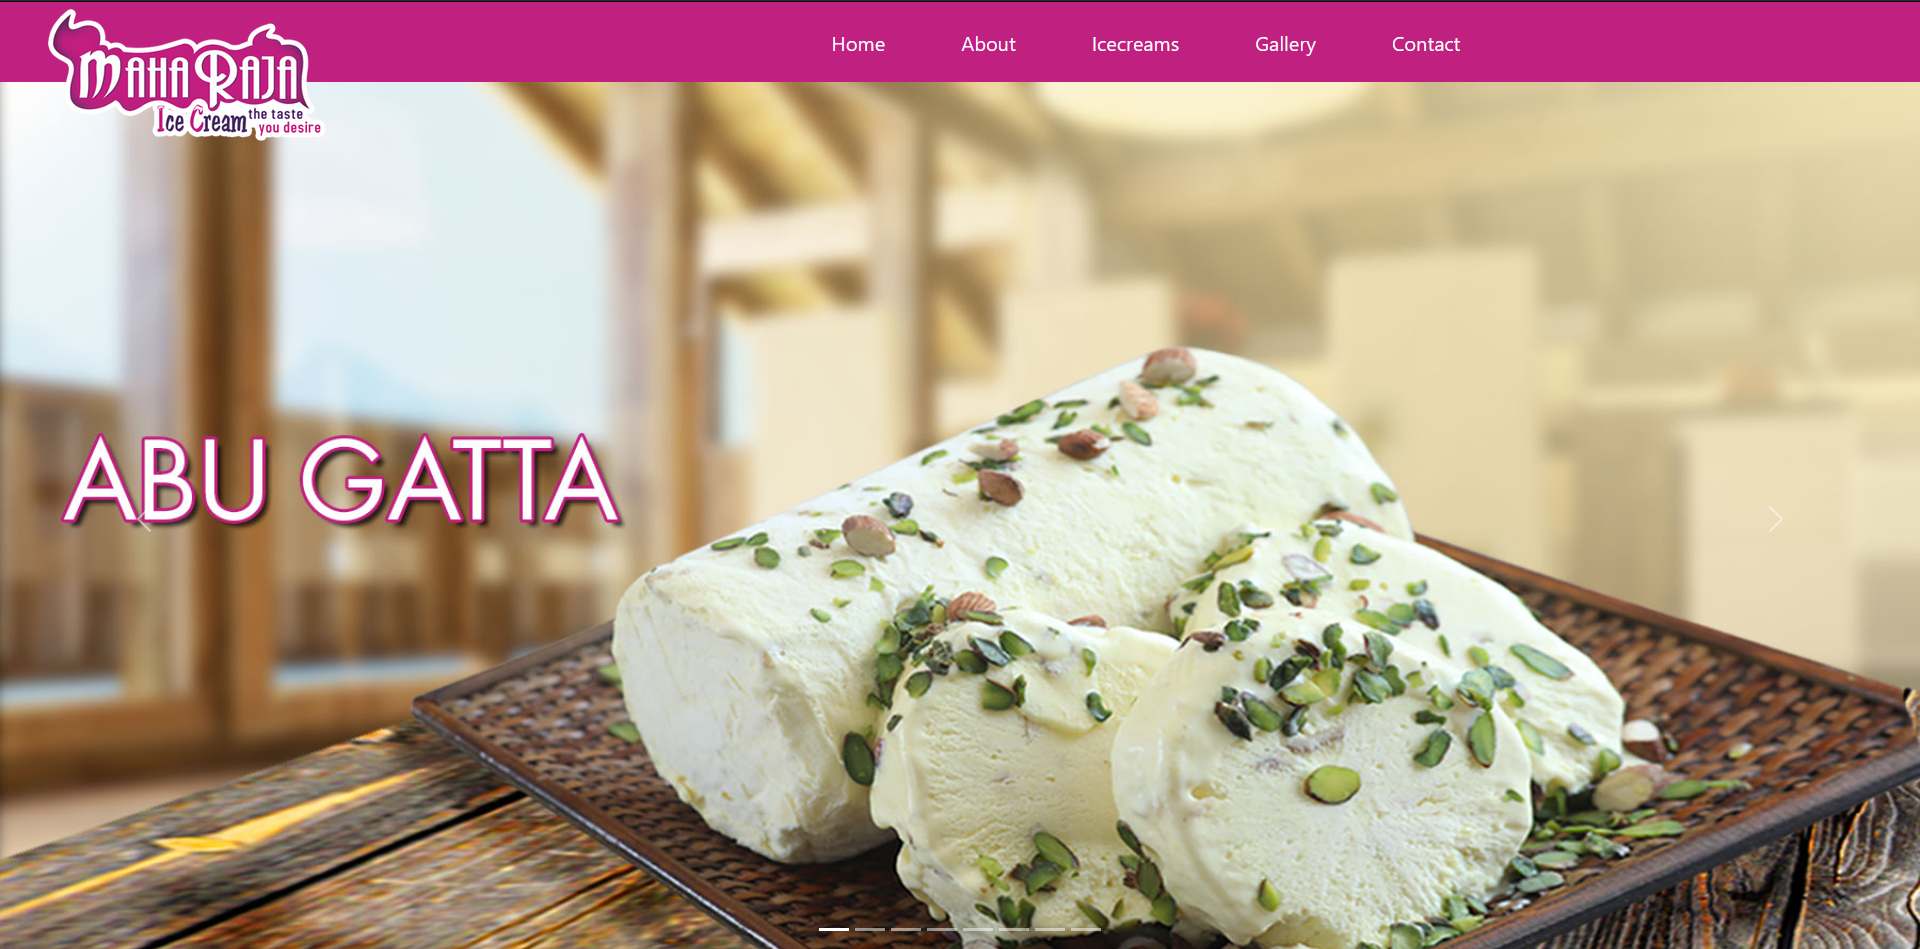 Home About Icecreams Gallery Contact
MAHA RAJA
Ice Cream the taste
you desire
ABU GATTA